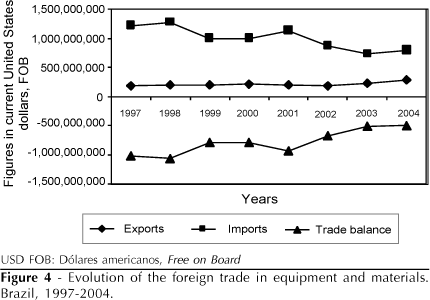 1,500,000,000
1,000,000,000
500,000,000
0
-500,000,000
-1,000,000,000
-1,500,000,000
Figures in current United States
dollars, FOB
1997 1998 1999 2000 2001 2002 2003 2004
Years
Exports Imports Trade balance
USD FOB: Dólares americanos, Free on Board
Figure 4 - Evolution of the foreign trade in equipment and materials.
Brazil, 1997-2004.